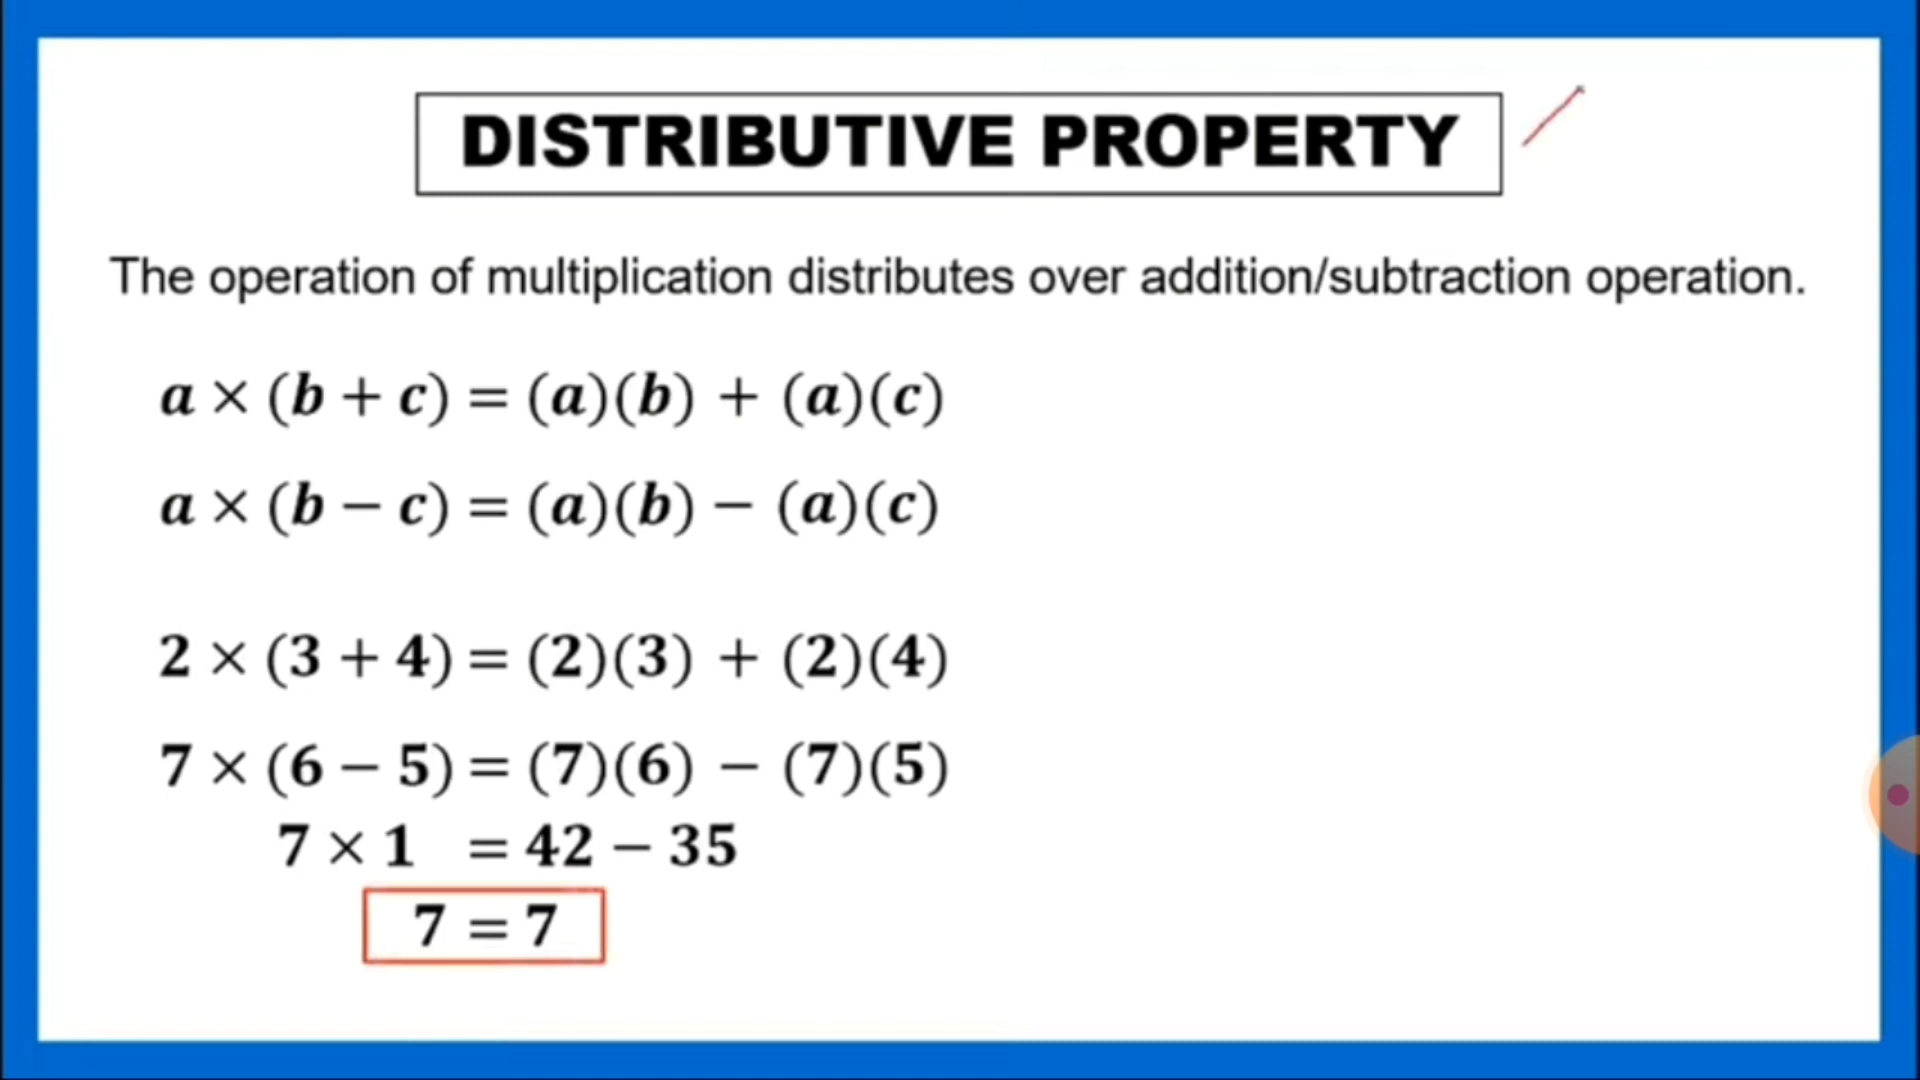 DISTRIBUTIVE PROPERTY
The operation of multiplication distributes over addition/subtraction operation.
a × (b + c) = (a)(b) + (a)(c)
a × (b − c) = (a)(b) − (a)(c)
2 × (3 + 4) = (2)(3) + (2)(4)
7 × (6 − 5) = (7)(6) − (7)(5)
7 × 1 = 42 − 35
7 = 7